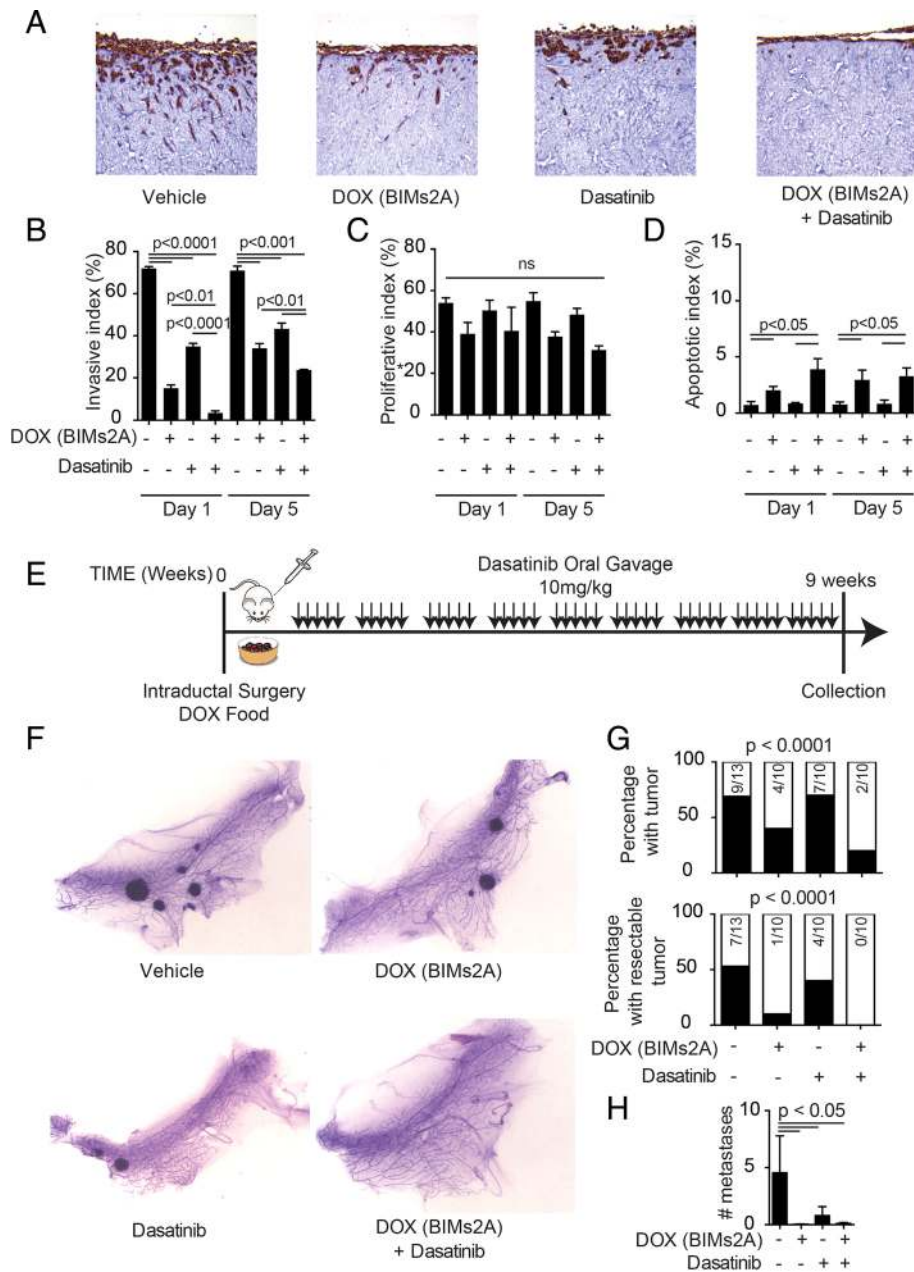 A
Vehicle
DOX (BIMs2A)
Dasatinib
DOX (BIMs2A)
+ Dasatinib
B
Invasive index (%)
80
60
40
20
0
p<0.0001
p<0.001
p<0.01
p<0.01
p<0.0001
DOX (BIMs2A) - + - + - + - +
Dasatinib - - + + - - + +
Day 1
Day 5
C
Proliferative index (%)
80
60
40
*20
0
ns
- + - + - + - +
- - + + - - + +
Day 1
Day 5
D
Apoptotic index (%)
15
10
5
0
p<0.05
p<0.05
- + - + - + - +
- - + + - - + +
Day 1
Day 5
E
TIME (Weeks) 0
Dasatinib Oral Gavage
10mg/kg
9 weeks
Intraductal Surgery
DOX Food
Collection
F
Vehicle
DOX (BIMs2A)
Dasatinib
DOX (BIMs2A)
+ Dasatinib
G
p < 0.0001
Percentage
with tumor
100
50
0
9/13
4/10
7/10
2/10
p < 0.0001
Percentage
with resectable
tumor
100
50
0
7/13
1/10
4/10
0/10
DOX (BIMs2A) - + - +
Dasatinib - - + +
H
# metastases
10
5
0
p < 0.05
DOX (BIMs2A) - + - +
Dasatinib - - + +